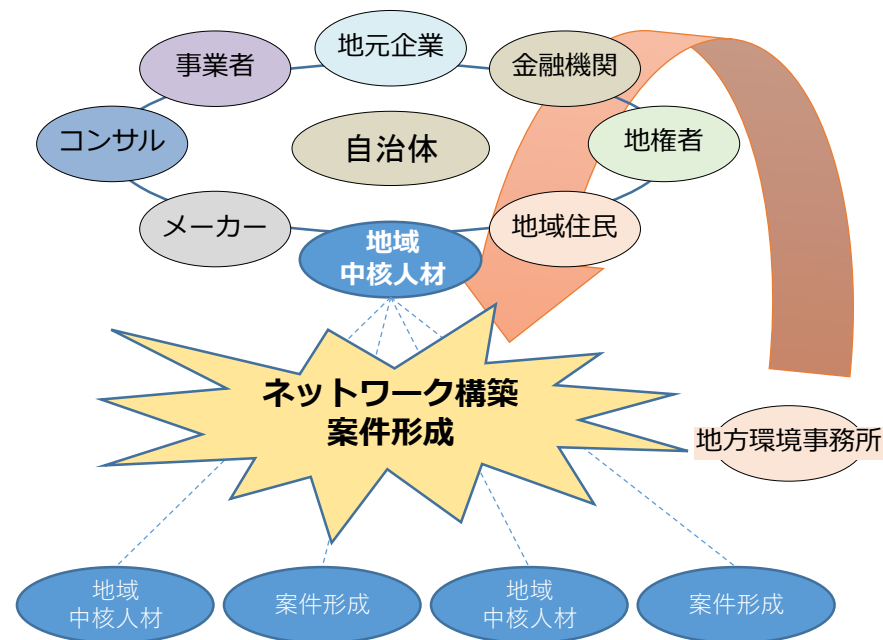 地元企業
事業者
金融機関
コンサル
自治体
地権者
メーカー
地域住民
地域
中核人材
ネットワーク構築
案件形成
地方環境事務所
地域
中核人材
案件形成
地域
中核人材
案件形成